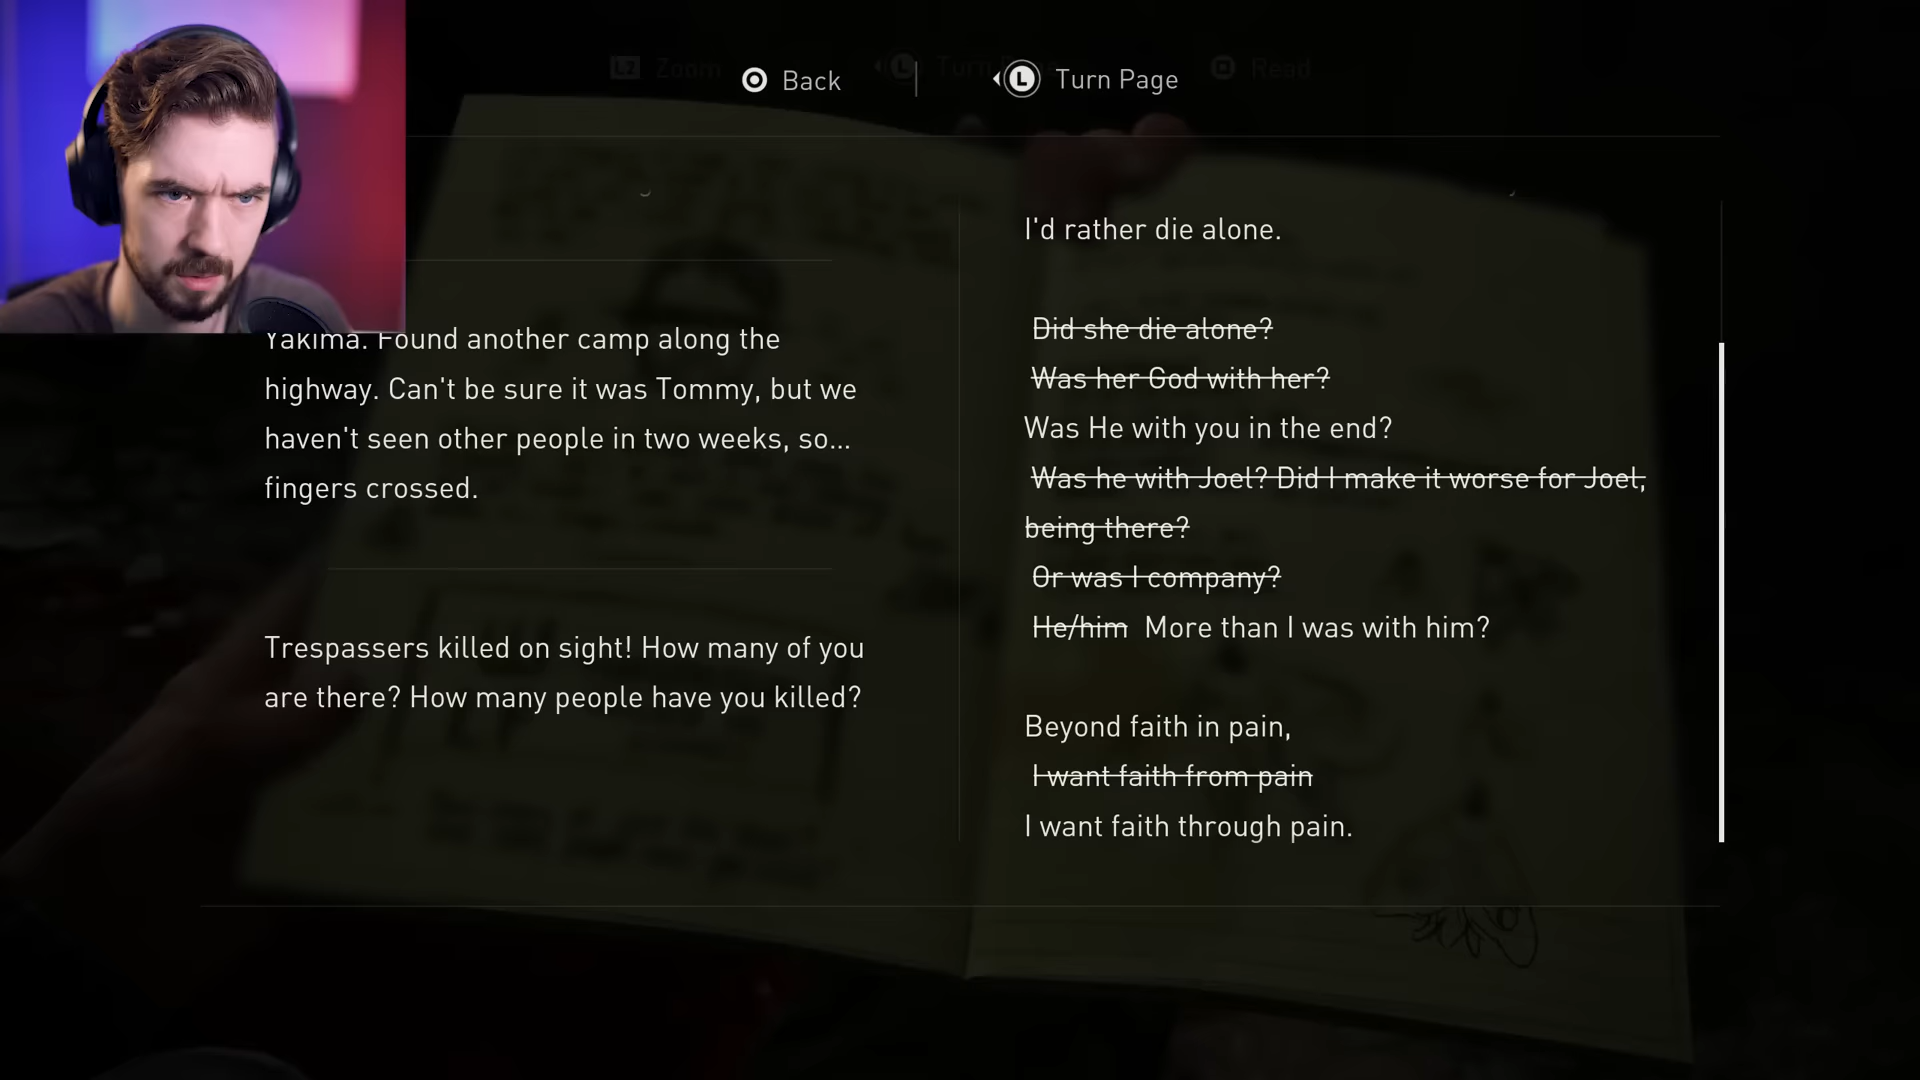 L2 Zoom L Turn Page Read
Back
L Turn Page
Yakima. Found another camp along the
highway. Can't be sure it was Tommy, but we
haven't seen other people in two weeks, so...
fingers crossed.
Trespassers killed on sight! How many of you
are there? How many people have you killed?
I'd rather die alone.
Did she die alone?
Was her God with her?
Was He with you in the end?
Was he with Joel? Did I make it worse for Joel,
being there?
Or was I company?
He/him More than I was with him?
Beyond faith in pain,
I want faith from pain
I want faith through pain.